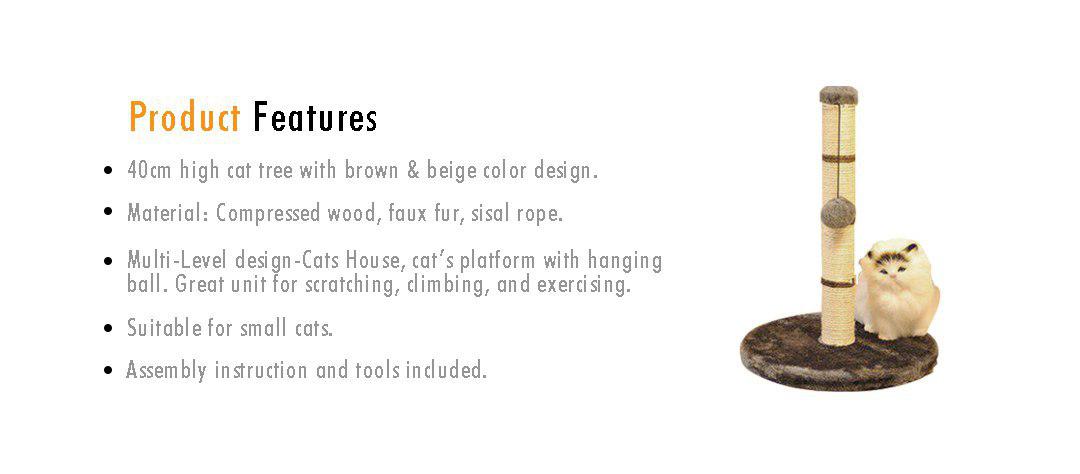 Product Features
• 40cm high cat tree with brown & beige color design.
• Material: Compressed wood, faux fur, sisal rope.
• Multi-Level design-Cats House, cat's platform with hanging
ball. Great unit for scratching, climbing, and exercising.
• Suitable for small cats.
• Assembly instruction and tools included.